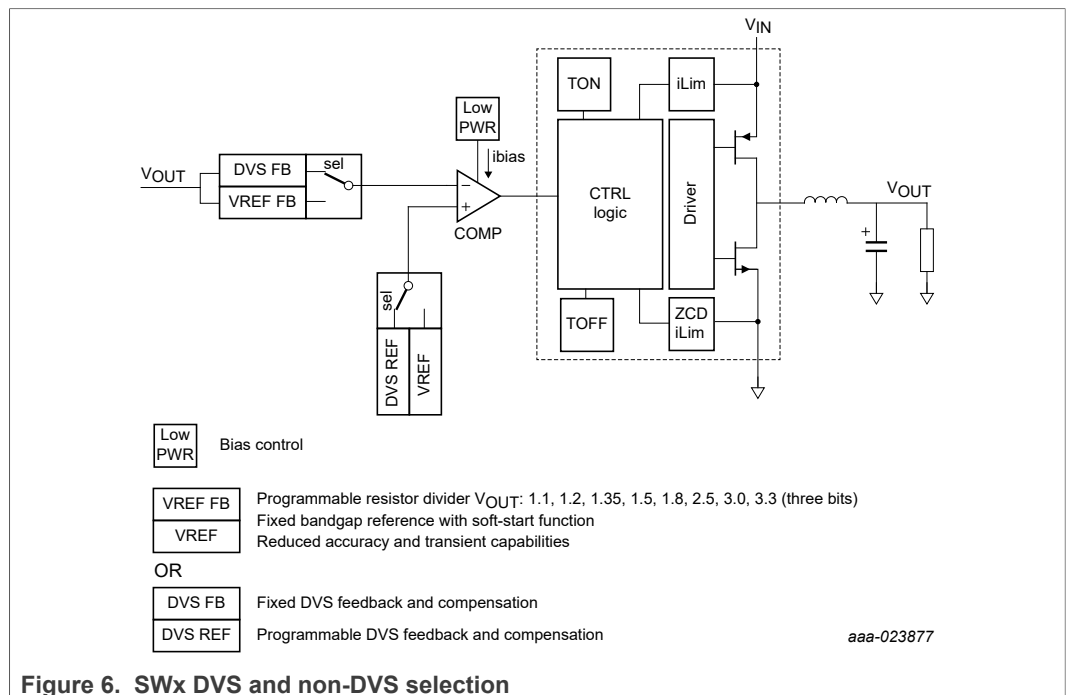 VIN
TON
iLim
Low
PWR
ibias
sel
DVS FB
VREF FB
VOUT
−
+
COMP
CTRL
logic
Driver
VOUT
+
sel
DVS REF
VREF
TOFF
ZCD
iLim
Low
PWR
Bias control
VREF FB
Programmable resistor divider VOUT: 1.1, 1.2, 1.35, 1.5, 1.8, 2.5, 3.0, 3.3 (three bits)
Fixed bandgap reference with soft-start function
VREF
Reduced accuracy and transient capabilities
OR
DVS FB
Fixed DVS feedback and compensation
DVS REF
Programmable DVS feedback and compensation
aaa-023877
Figure 6. SWx DVS and non-DVS selection